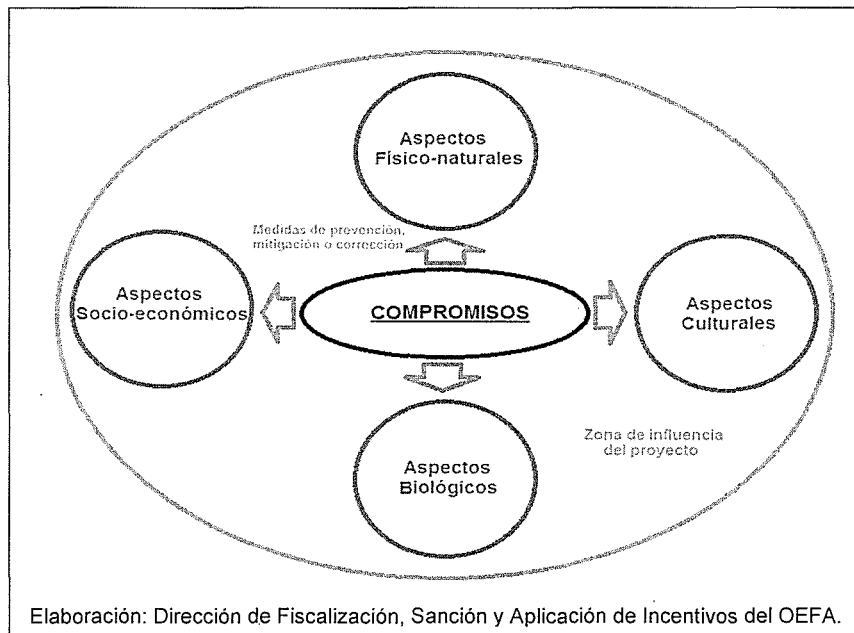 Aspectos
Físico-naturales
Medidas de prevención,
mitigación o corrección
Aspectos
Socio-económicos
COMPROMISOS
Aspectos
Culturales
Zona de influencia
del proyecto
Aspectos
Biológicos
Elaboración: Dirección de Fiscalización, Sanción y Aplicación de Incentivos del OEFA.